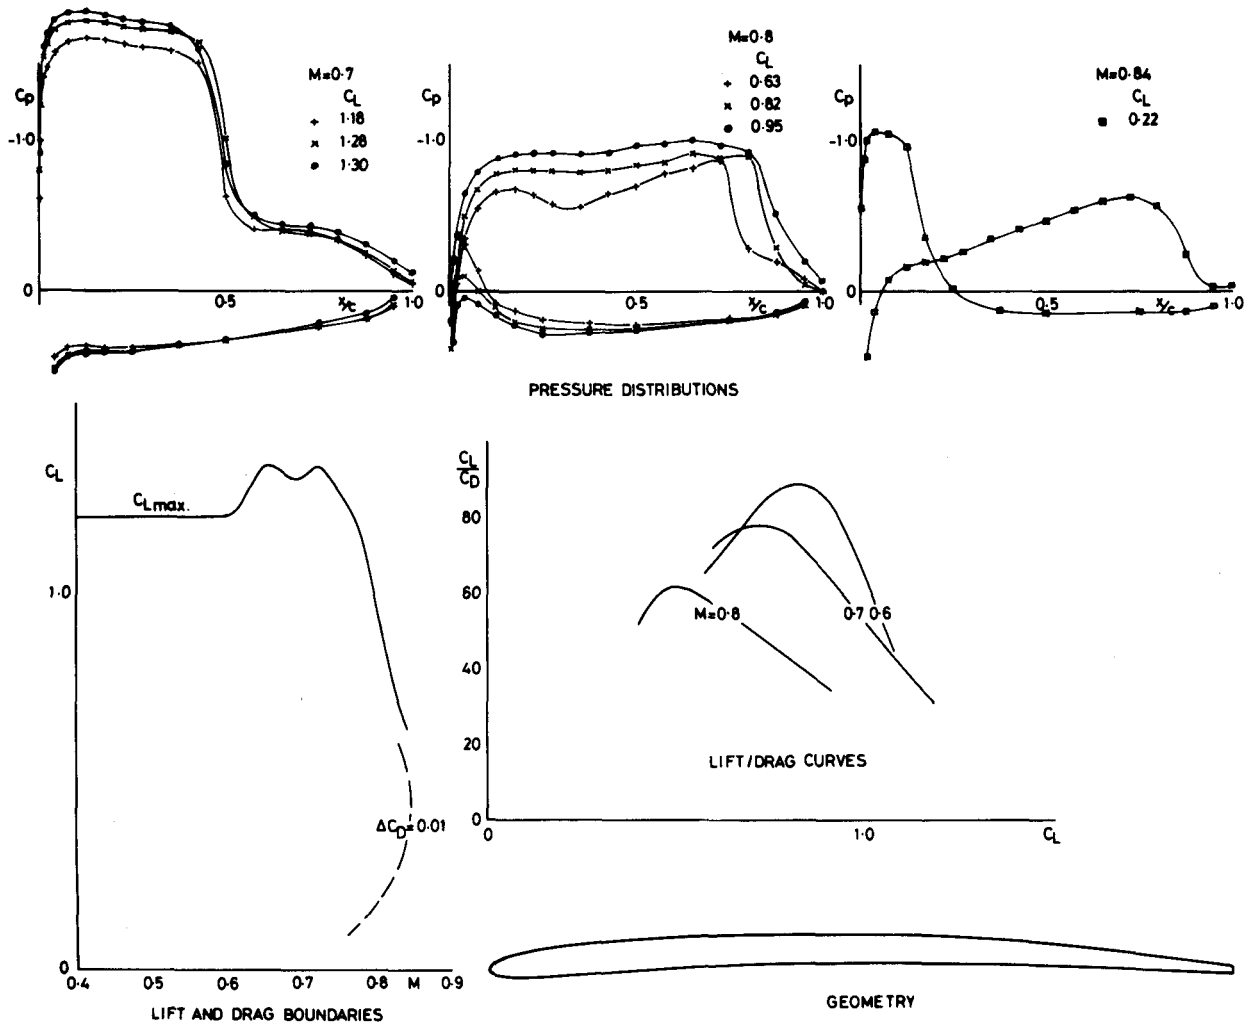 M=0·7
Cp
CL
-1·0
+ 1·18
× 1·28
• 1·30
0
0·5
x/c
1·0
M=0·8
CL
Cp
+ 0·63
× 0·82
• 0·95
-1·0
0
0·5
x/c
1·0
M=0·84
Cp
CL
■ 0·22
-1·0
0
0·5
x/c
1·0
PRESSURE DISTRIBUTIONS
CL
CLmax.
1·0
ΔCD=0·01
0
0·4 0·5 0·6 0·7 0·8 M 0·9
LIFT AND DRAG BOUNDARIES
CL
CD
80
60
M=0·8
0·7 0·6
40
20
LIFT/DRAG CURVES
0
0
1·0
CL
GEOMETRY